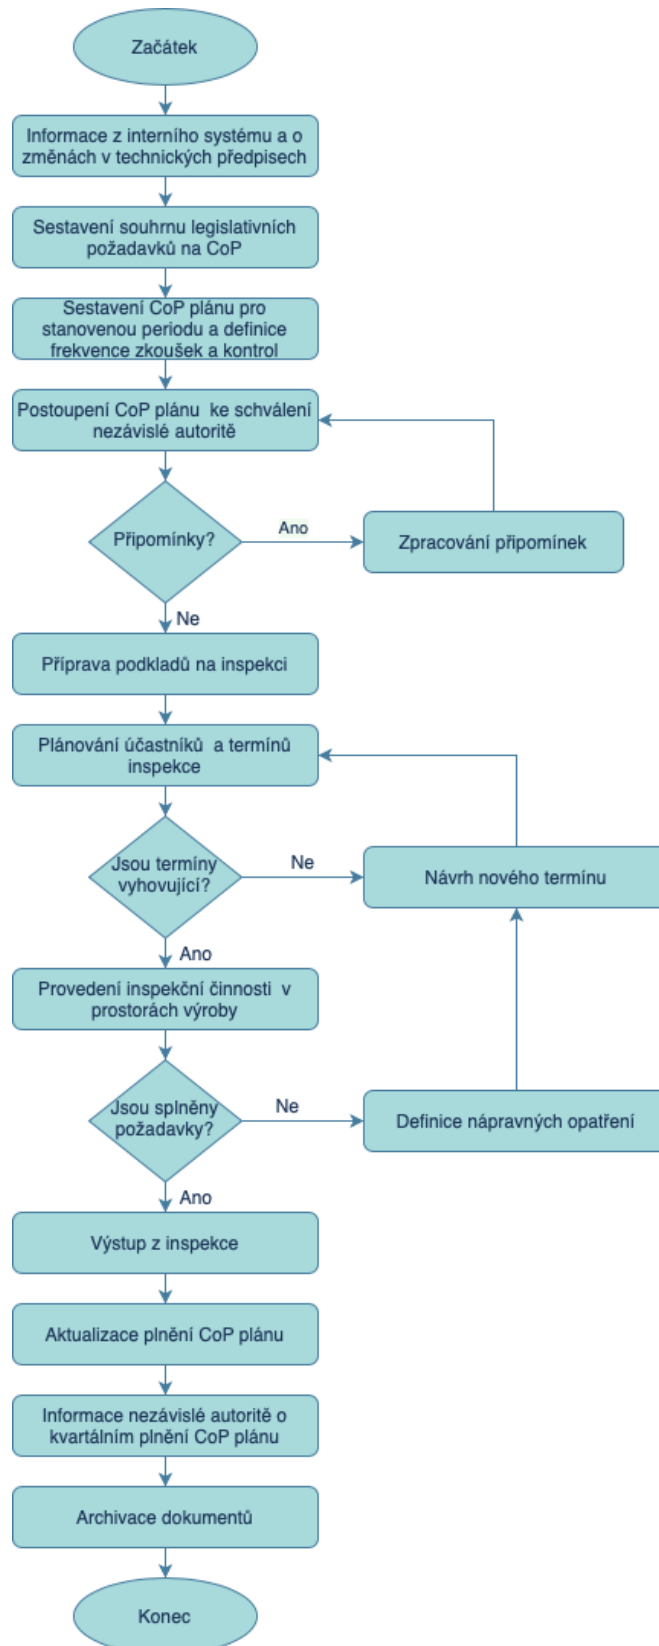 Začátek
Informace z interního systému a o
změnách v technických předpisech
Sestavení souhrnu legislativních
požadavků na CoP
Sestavení CoP plánu pro
stanovenou periodu a definice
frekvence zkoušek a kontrol
Postoupení CoP plánu ke schválení
nezávislé autoritě
Připomínky?
Ano
Zpracování připomínek
Ne
Příprava podkladů na inspekci
Plánování účastníků a termínů
inspekce
Jsou termíny
vyhovující?
Ne
Návrh nového termínu
Ano
Provedení inspekční činnosti v
prostorách výroby
Jsou splněny
požadavky?
Ne
Definice nápravných opatření
Ano
Výstup z inspekce
Aktualizace plnění CoP plánu
Informace nezávislé autoritě o
kvartálním plnění CoP plánu
Archivace dokumentů
Konec